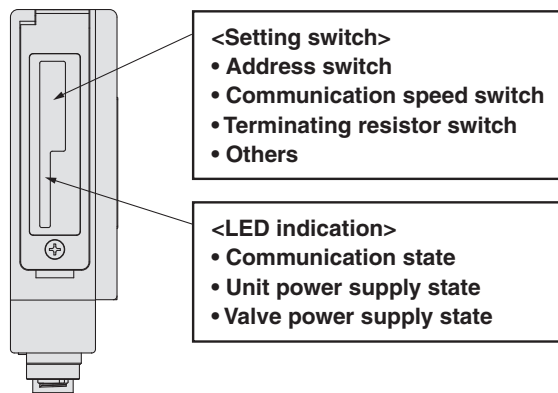 <Setting switch>
• Address switch
• Communication speed switch
• Terminating resistor switch
• Others
<LED indication>
• Communication state
• Unit power supply state
• Valve power supply state